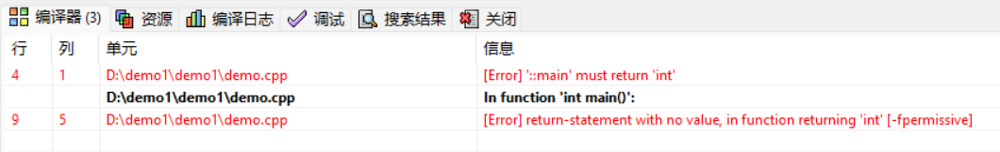 编译器 (3) 资源 编译日志 调试 搜索结果 关闭
行 列 单元 信息
4 1 D:\demo1\demo1\demo.cpp [Error] '::main' must return 'int'
D:\demo1\demo1\demo.cpp In function 'int main()':
9 5 D:\demo1\demo1\demo.cpp [Error] return-statement with no value, in function returning 'int' [-fpermissive]